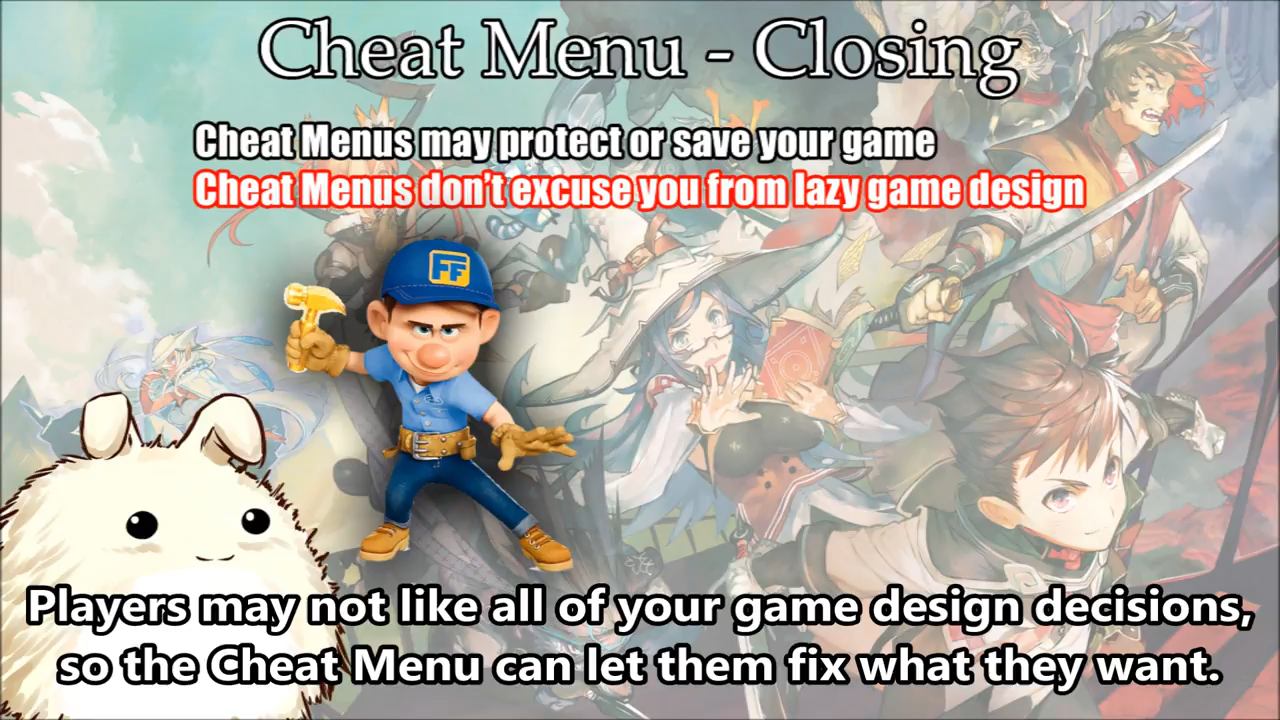 Cheat Menu - Closing
Cheat Menus may protect or save your game
Cheat Menus don't excuse you from lazy game design
FF
Players may not like all of your game design decisions,
so the Cheat Menu can let them fix what they want.